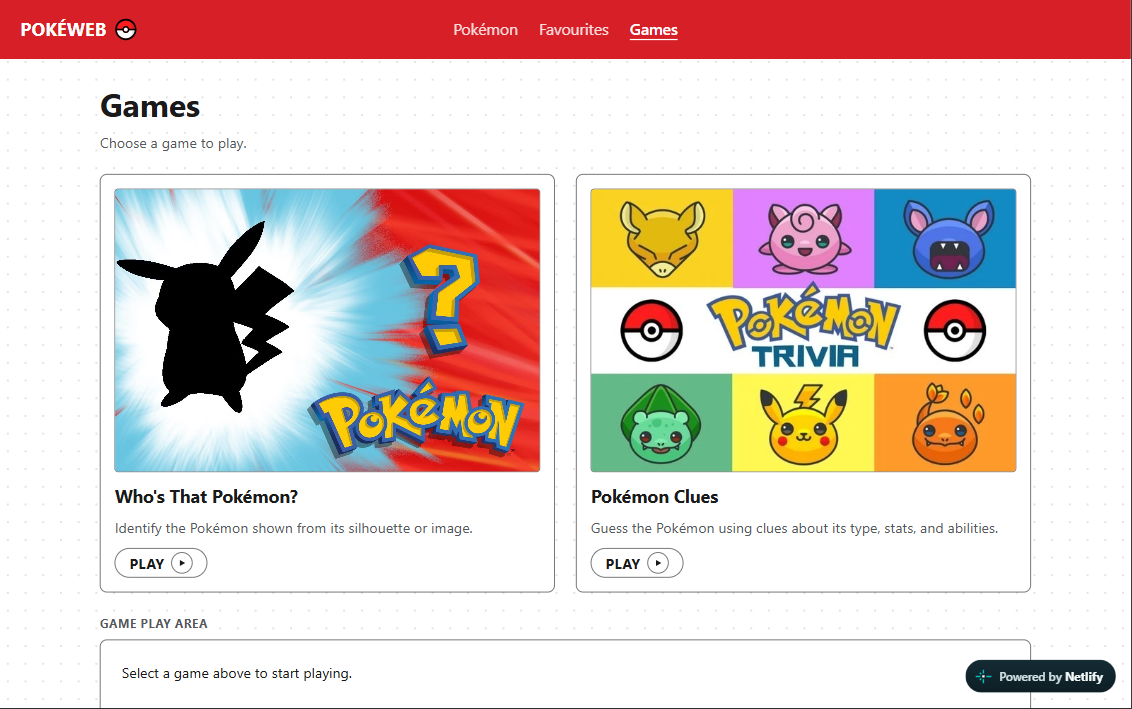 POKÉWEB
Pokémon Favourites Games
Games
Choose a game to play.
?
POKéMON
POKéMON
TRIVIA
Who's That Pokémon?
Identify the Pokémon shown from its silhouette or image.
PLAY
Pokémon Clues
Guess the Pokémon using clues about its type, stats, and abilities.
PLAY
GAME PLAY AREA
Select a game above to start playing.
Powered by Netlify